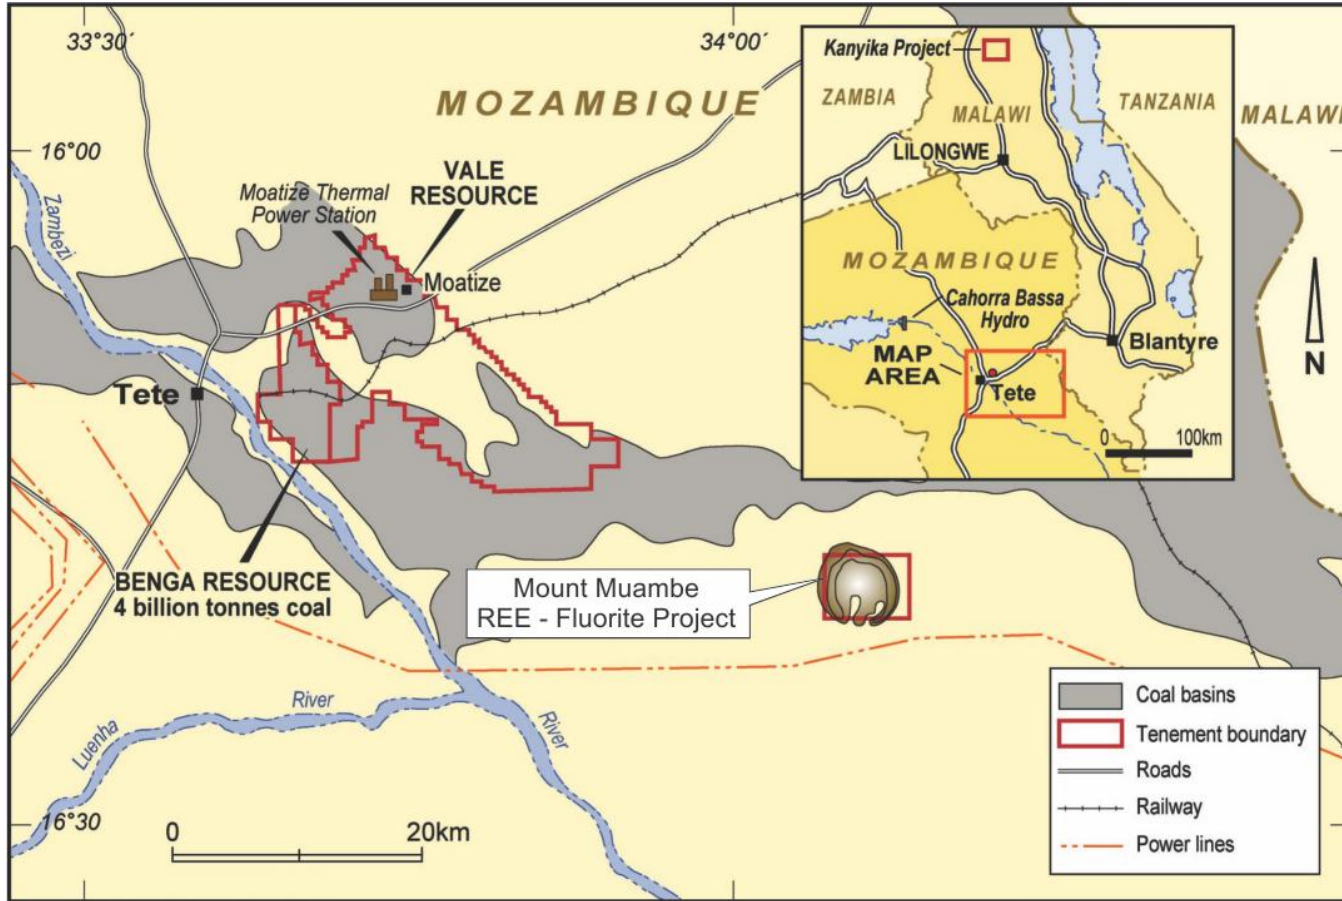 33°30'
34°00'
Kanyika Project
ZAMBIA
MALAWI
TANZANIA
MALAWI
MOZAMBIQUE
16°00
LILONGWE
VALE
RESOURCE
Moatize Thermal
Power Station
Zambezi
Moatize
MOZAMBIQUE
Cahorra Bassa
Hydro
Blantyre
MAP
AREA
Tete
0
100km
N
Tete
BENGA RESOURCE
4 billion tonnes coal
Mount Muambe
REE - Fluorite Project
Coal basins
Tenement boundary
Roads
Railway
Power lines
River
Luenha
River
16°30
0
20km